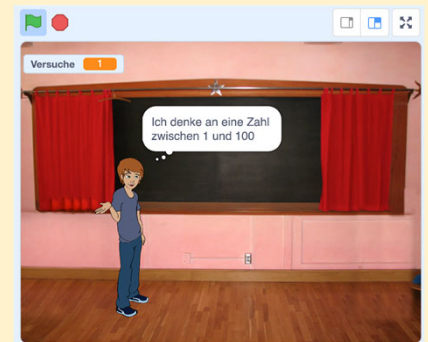 Versuche 1
Ich denke an eine Zahl
zwischen 1 und 100